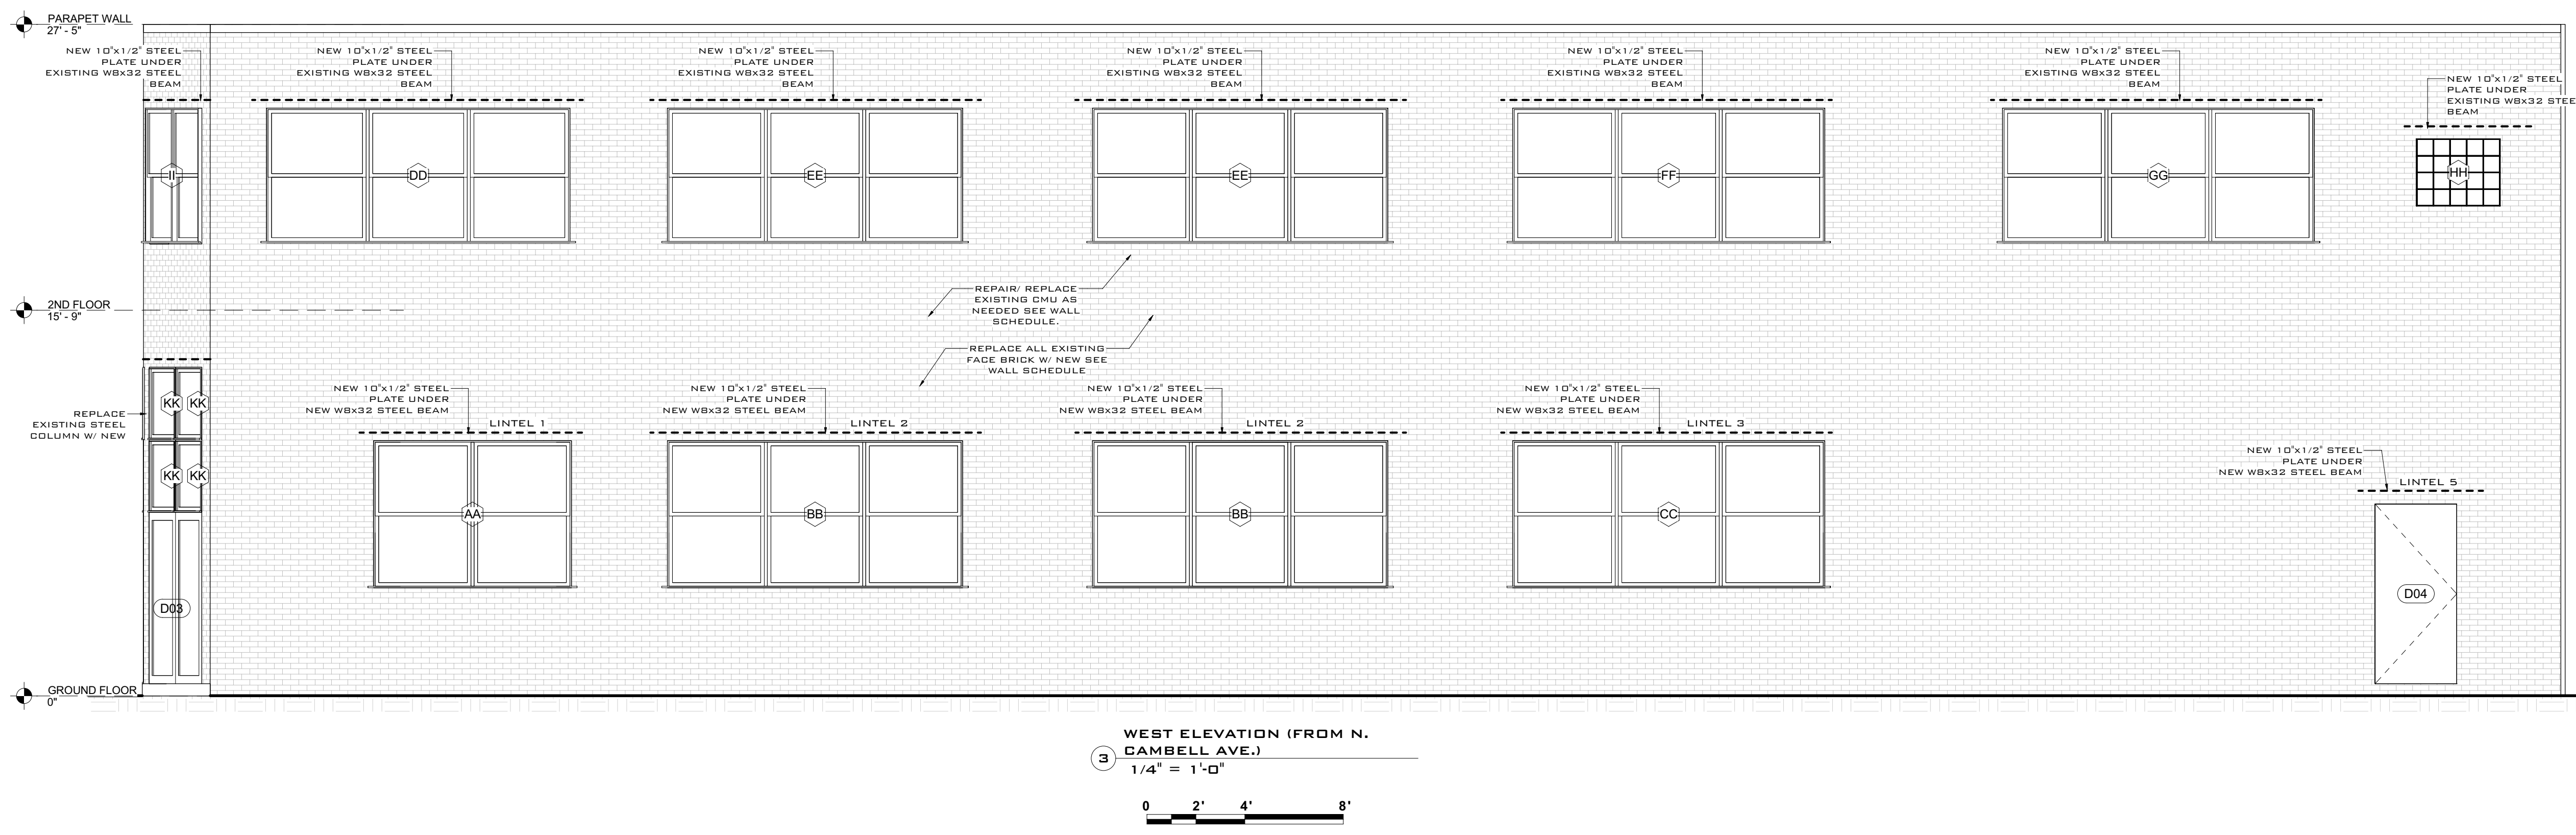 PARAPET WALL
27' - 5"
NEW 10"x1/2" STEEL
PLATE UNDER
EXISTING W8x32 STEEL
BEAM
NEW 10"x1/2" STEEL
PLATE UNDER
EXISTING W8x32 STEEL
BEAM
NEW 10"x1/2" STEEL
PLATE UNDER
EXISTING W8x32 STEEL
BEAM
NEW 10"x1/2" STEEL
PLATE UNDER
EXISTING W8x32 STEEL
BEAM
NEW 10"x1/2" STEEL
PLATE UNDER
EXISTING W8x32 STEEL
BEAM
NEW 10"x1/2" STEEL
PLATE UNDER
EXISTING W8x32 STEEL
BEAM
NEW 10"x1/2" STEEL
PLATE UNDER
EXISTING W8x32 STEE
BEAM
II
DD
EE
EE
FF
GG
HH
2ND FLOOR
15' - 9"
REPAIR/ REPLACE
EXISTING CMU AS
NEEDED SEE WALL
SCHEDULE.
REPLACE ALL EXISTING
FACE BRICK W/ NEW SEE
WALL SCHEDULE
REPLACE
EXISTING STEEL
COLUMN W/ NEW
KK
KK
KK
KK
NEW 10"x1/2" STEEL
PLATE UNDER
NEW W8x32 STEEL BEAM
LINTEL 1
NEW 10"x1/2" STEEL
PLATE UNDER
NEW W8x32 STEEL BEAM
LINTEL 2
NEW 10"x1/2" STEEL
PLATE UNDER
NEW W8x32 STEEL BEAM
LINTEL 2
NEW 10"x1/2" STEEL
PLATE UNDER
NEW W8x32 STEEL BEAM
LINTEL 3
NEW 10"x1/2" STEEL
PLATE UNDER
NEW W8x32 STEEL BEAM
LINTEL 5
AA
BB
BB
CC
D03
D04
GROUND FLOOR
0"
3
WEST ELEVATION (FROM N.
CAMBELL AVE.)
1/4" = 1'-0"
0 2' 4' 8'